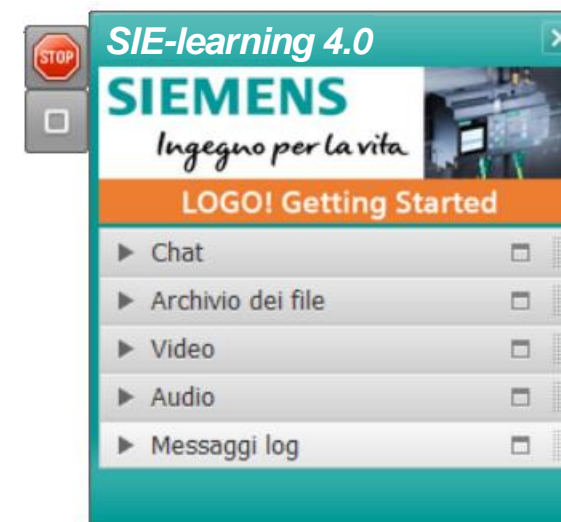 STOP
SIE-learning 4.0
SIEMENS
Ingegno per la vita
LOGO! Getting Started
Chat
Archivio dei file
Video
Audio
Messaggi log